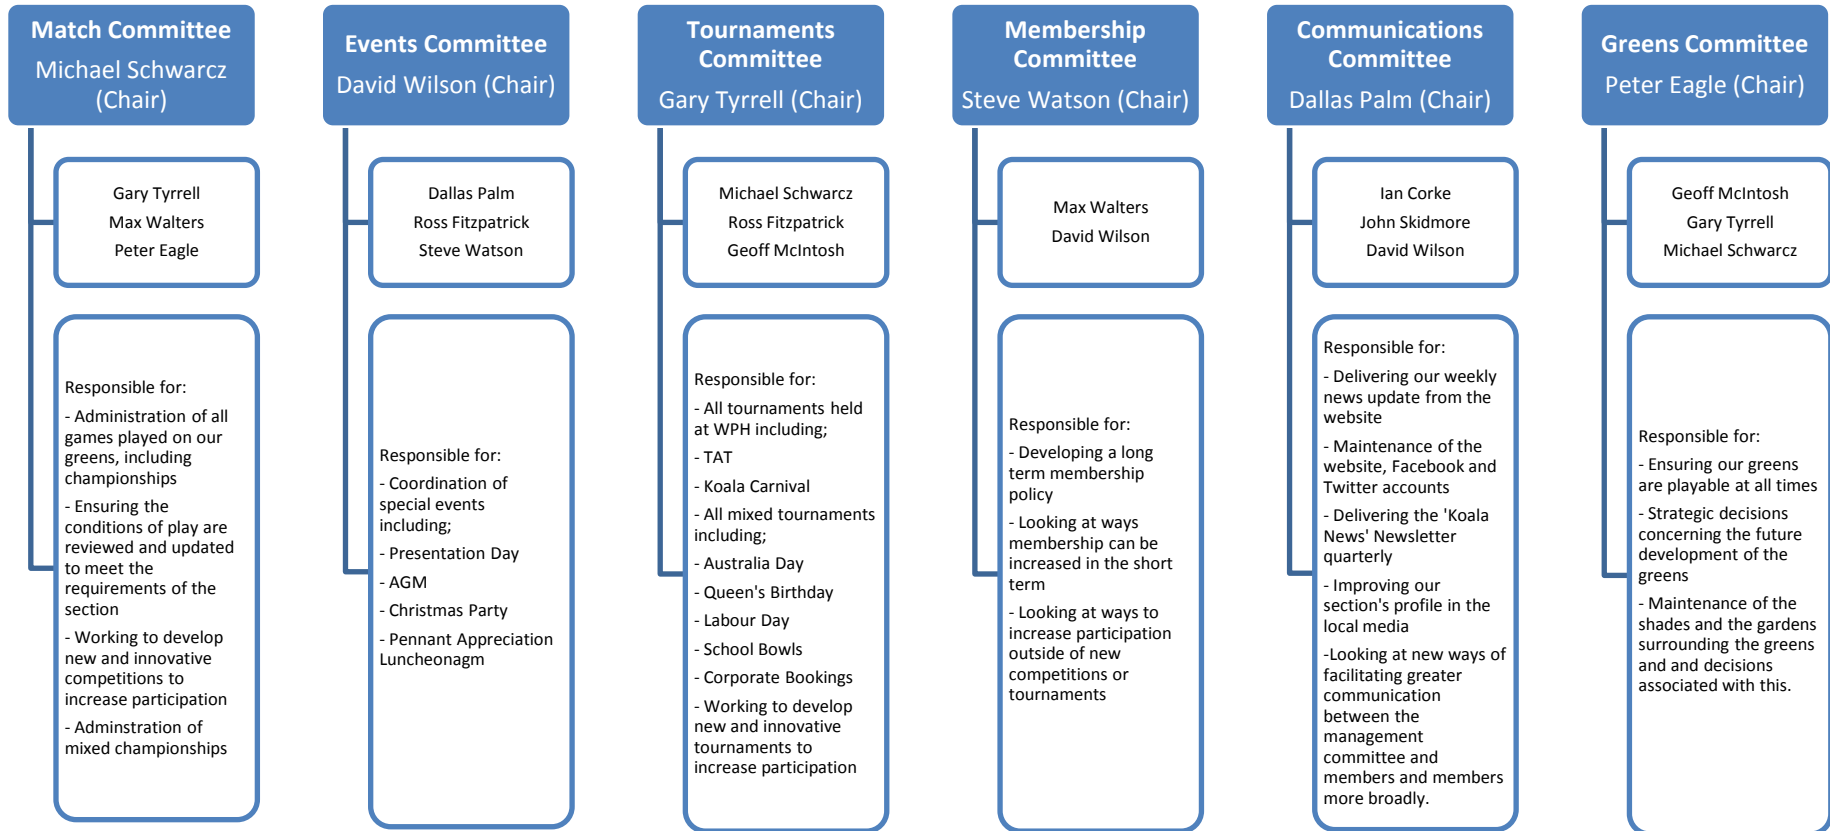 Match Committee
Michael Schwarcz
(Chair)
Gary Tyrrell
Max Walters
Peter Eagle
Responsible for:
- Administration of all
games played on our
greens, including
championships
- Ensuring the
conditions of play are
reviewed and updated
to meet the
requirements of the
section
- Working to develop
new and innovative
competitions to
increase participation
- Adminstration of
mixed championships
Events Committee
David Wilson (Chair)
Dallas Palm
Ross Fitzpatrick
Steve Watson
Responsible for:
- Coordination of
special events
including;
- Presentation Day
- AGM
- Christmas Party
- Pennant Appreciation
Luncheonagm
Tournaments
Committee
Gary Tyrrell (Chair)
Michael Schwarcz
Ross Fitzpatrick
Geoff McIntosh
Responsible for:
- All tournaments held
at WPH including;
- TAT
- Koala Carnival
- All mixed tournaments
including;
- Australia Day
- Queen's Birthday
- Labour Day
- School Bowls
- Corporate Bookings
- Working to develop
new and innovative
tournaments to
increase participation
Membership
Committee
Steve Watson (Chair)
Max Walters
David Wilson
Responsible for:
- Developing a long
term membership
policy
- Looking at ways
membership can be
increased in the short
term
- Looking at ways to
increase participation
outside of new
competitions or
tournaments
Communications
Committee
Dallas Palm (Chair)
Ian Corke
John Skidmore
David Wilson
Responsible for:
- Delivering our weekly
news update from the
website
- Maintenance of the
website, Facebook and
Twitter accounts
- Delivering the 'Koala
News' Newsletter
quarterly
- Improving our
section's profile in the
local media
-Looking at new ways of
facilitating greater
communication
between the
management
committee and
members and members
more broadly.
Greens Committee
Peter Eagle (Chair)
Geoff McIntosh
Gary Tyrrell
Michael Schwarcz
Responsible for:
- Ensuring our greens
are playable at all times
- Strategic decisions
concerning the future
development of the
greens
- Maintenance of the
shades and the gardens
surrounding the greens
and and decisions
associated with this.